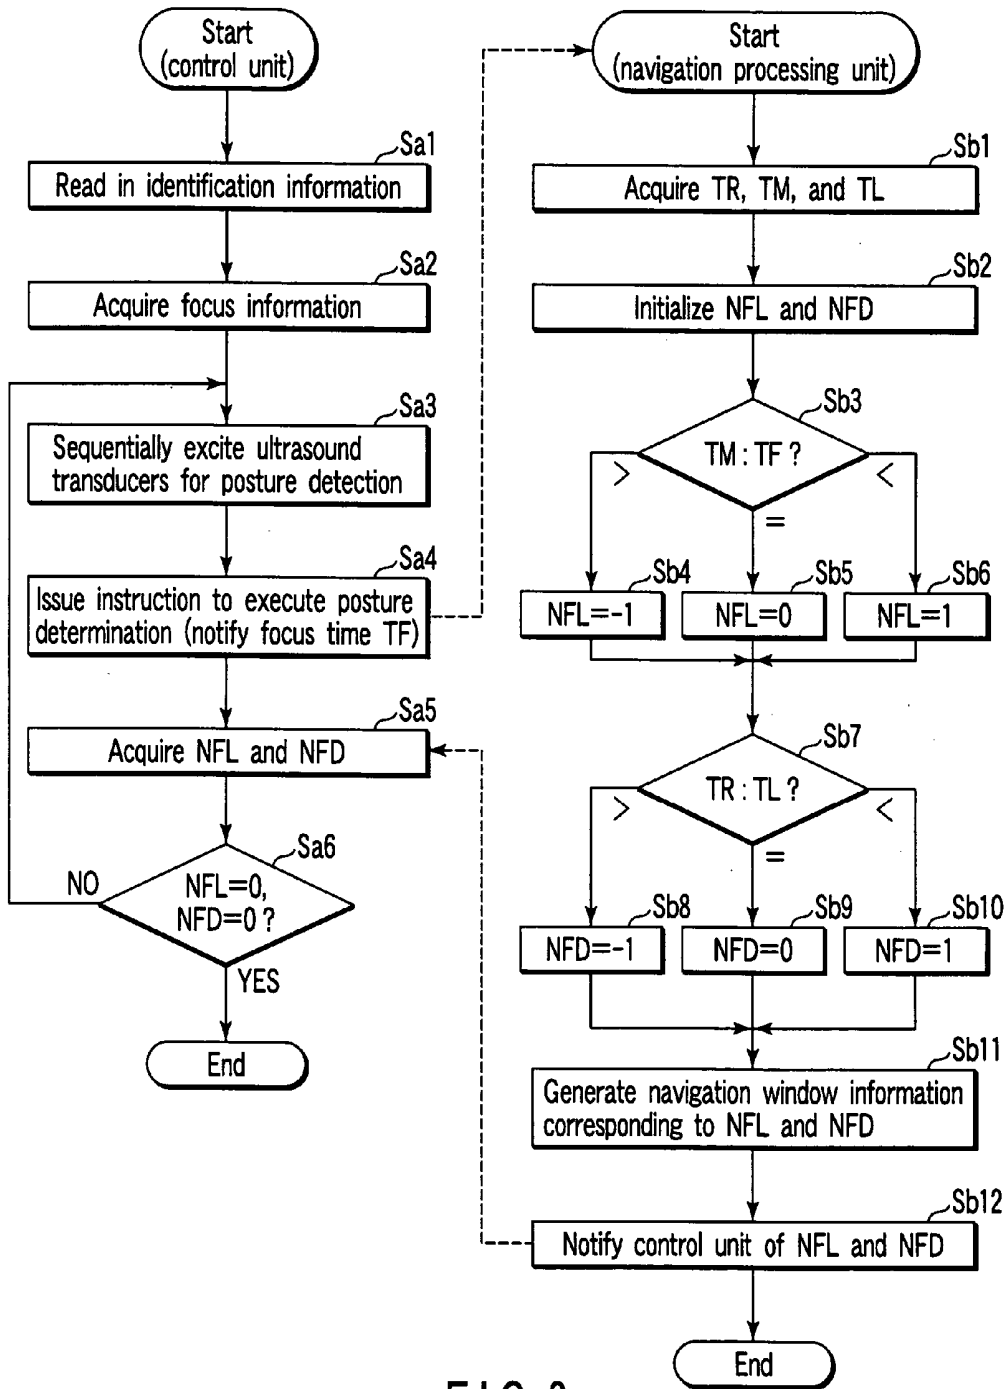 Start
(control unit)
Sa1
Read in identification information
Sa2
Acquire focus information
Sa3
Sequentially excite ultrasound
transducers for posture detection
Sa4
Issue instruction to execute posture
determination (notify focus time TF)
Sa5
Acquire NFL and NFD
Sa6
NFL=0,
NFD=0?
NO
YES
End
Start
(navigation processing unit)
Sb1
Acquire TR, TM, and TL
Sb2
Initialize NFL and NFD
Sb3
TM : TF ?
>
=
<
Sb4
NFL=-1
Sb5
NFL=0
Sb6
NFL=1
Sb7
TR : TL ?
>
=
<
Sb8
NFD=-1
Sb9
NFD=0
Sb10
NFD=1
Sb11
Generate navigation window information
corresponding to NFL and NFD
Sb12
Notify control unit of NFL and NFD
End